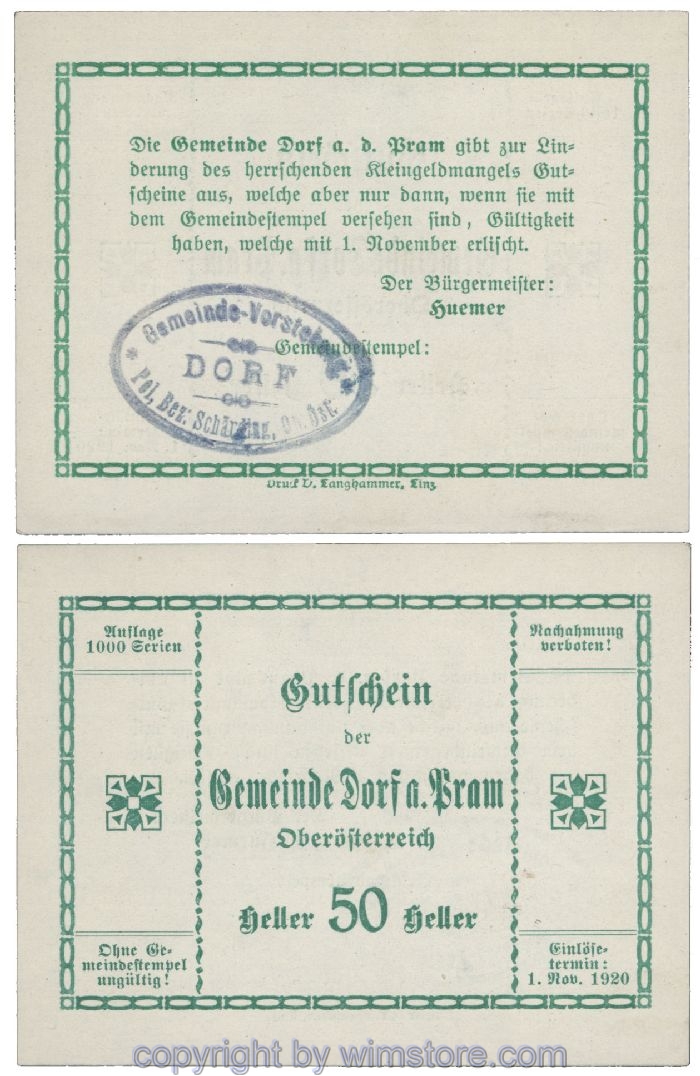 Die Gemeinde Dorf a. d. Pram gibt zur Lin-
derung des herrschenden Kleingeldmangels Gut-
scheine aus, welche aber nur dann, wenn sie mit
dem Gemeindestempel versehen sind, Gültigkeit
haben, welche mit 1. November erlischt.
Der Bürgermeister:
Huemer
Gemeindestempel:
* Gemeinde-Vorstehung *
DORF
Pol. Bez. Schärding, Ob. Öst.
Druck V. Langhammer, Linz
Auflage
1000 Serien
Nachahmung
verboten!
Gutschein
der
Gemeinde Dorf a. Pram
Oberösterreich
Heller 50 Heller
Ohne Ge-
meindestempel
ungültig!
Einlöse-
termin:
1. Nov. 1920
copyright by wimstore.com